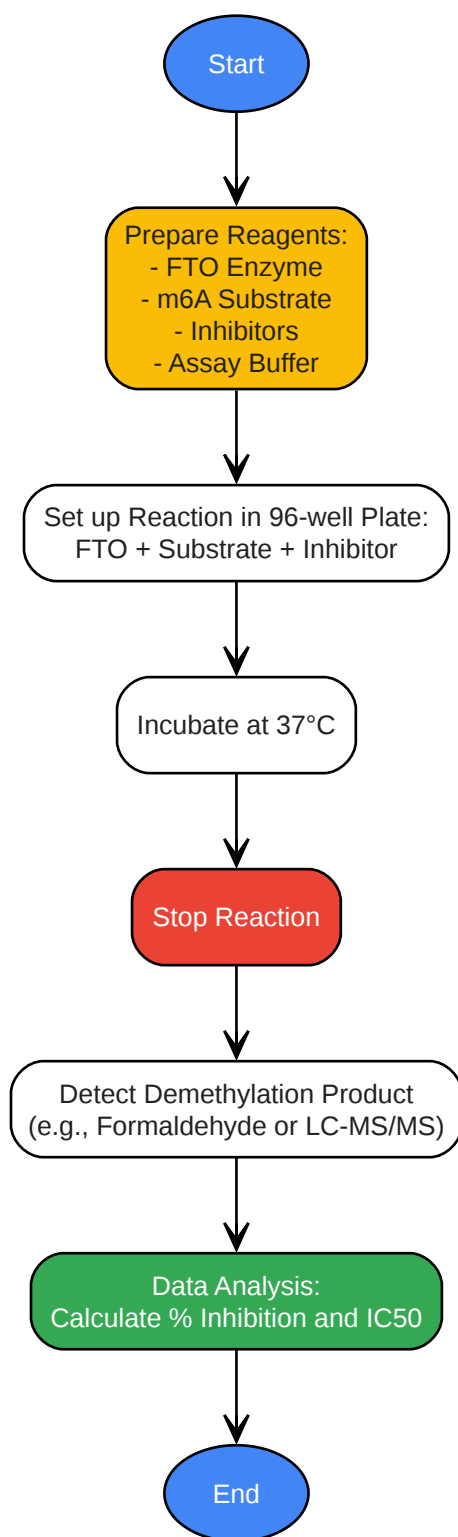 Start
Prepare Reagents:
- FTO Enzyme
- m6A Substrate
- Inhibitors
- Assay Buffer
Set up Reaction in 96-well Plate:
FTO + Substrate + Inhibitor
Incubate at 37°C
Stop Reaction
Detect Demethylation Product
(e.g., Formaldehyde or LC-MS/MS)
Data Analysis:
Calculate % Inhibition and IC50
End